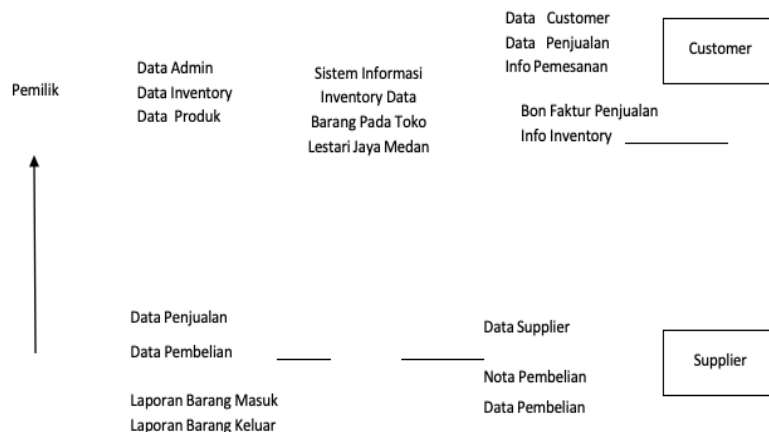 Pemilik
Data Admin
Data Inventory
Data Produk
Sistem Informasi
Inventory Data
Barang Pada Toko
Lestari Jaya Medan
Data Customer
Data Penjualan
Info Pemesanan
Customer
Bon Faktur Penjualan
Info Inventory
Data Penjualan
Data Pembelian
Laporan Barang Masuk
Laporan Barang Keluar
Data Supplier
Nota Pembelian
Data Pembelian
Supplier